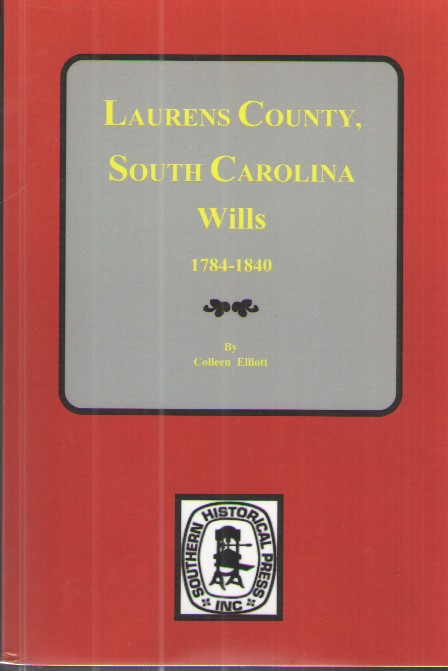 LAURENS COUNTY,
SOUTH CAROLINA
Wills
1784-1840
By
Colleen Elliott
SOUTHERN HISTORICAL PRESS
INC